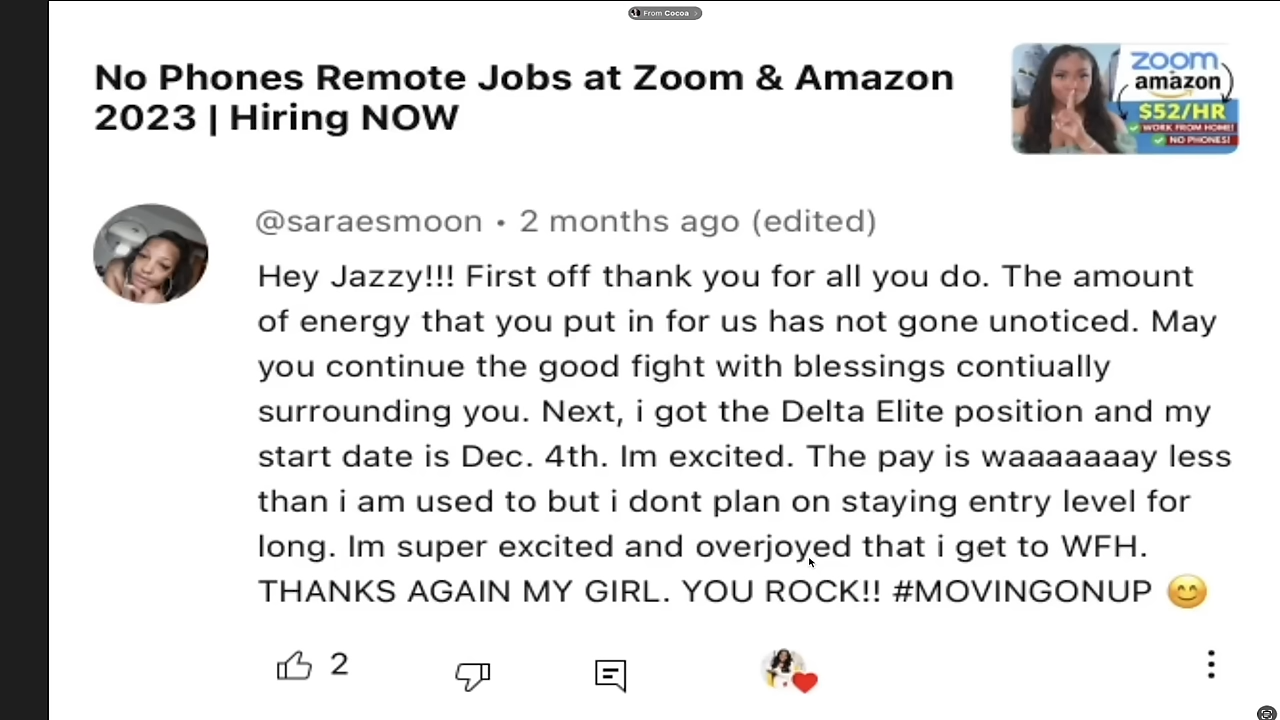 From Cocoa >
No Phones Remote Jobs at Zoom & Amazon
2023 | Hiring NOW
zoom
amazon
$52/HR
WORK FROM HOME!
NO PHONES!
@saraesmoon • 2 months ago (edited)
Hey Jazzy!!! First off thank you for all you do. The amount
of energy that you put in for us has not gone unoticed. May
you continue the good fight with blessings contiually
surrounding you. Next, i got the Delta Elite position and my
start date is Dec. 4th. Im excited. The pay is waaaaaaay less
than i am used to but i dont plan on staying entry level for
long. Im super excited and overjoyed that i get to WFH.
THANKS AGAIN MY GIRL. YOU ROCK!! #MOVINGONUP 😊
2